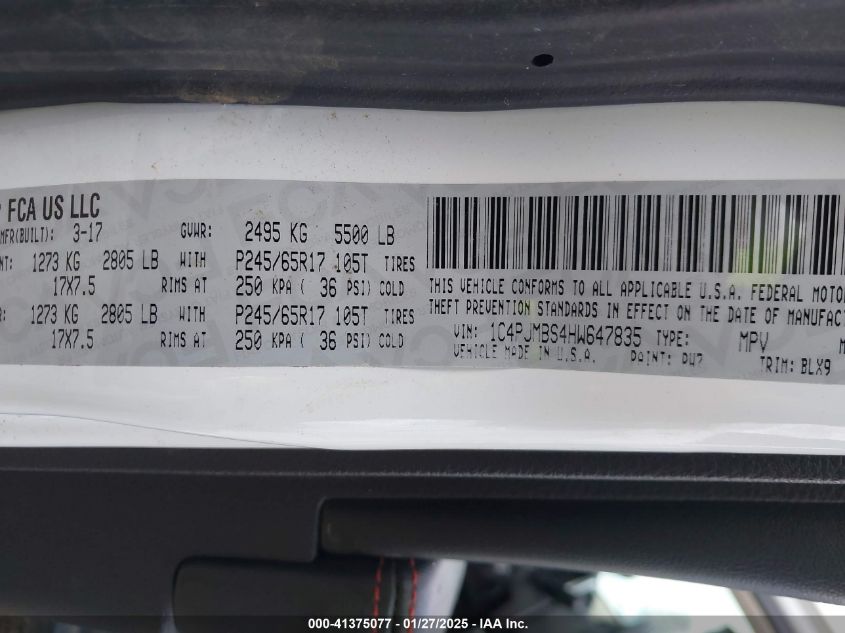 FCA US LLC
MFR(BUILT): 3-17 GVWR: 2495 KG 5500 LB
NT: 1273 KG 2805 LB WITH P245/65R17 105T TIRES
17X7.5 RIMS AT 250 KPA ( 36 PSI) COLD
R: 1273 KG 2805 LB WITH P245/65R17 105T TIRES
17X7.5 RIMS AT 250 KPA ( 36 PSI) COLD
THIS VEHICLE CONFORMS TO ALL APPLICABLE U.S.A. FEDERAL MOTO
THEFT PREVENTION STANDARDS IN EFFECT ON THE DATE OF MANUFAC
VIN: 1C4PJMBS4HW647835 TYPE: MPV M
VEHICLE MADE IN U.S.A. PAINT: PW7 TRIM: BLX9
000-41375077 - 01/27/2025 - IAA Inc.